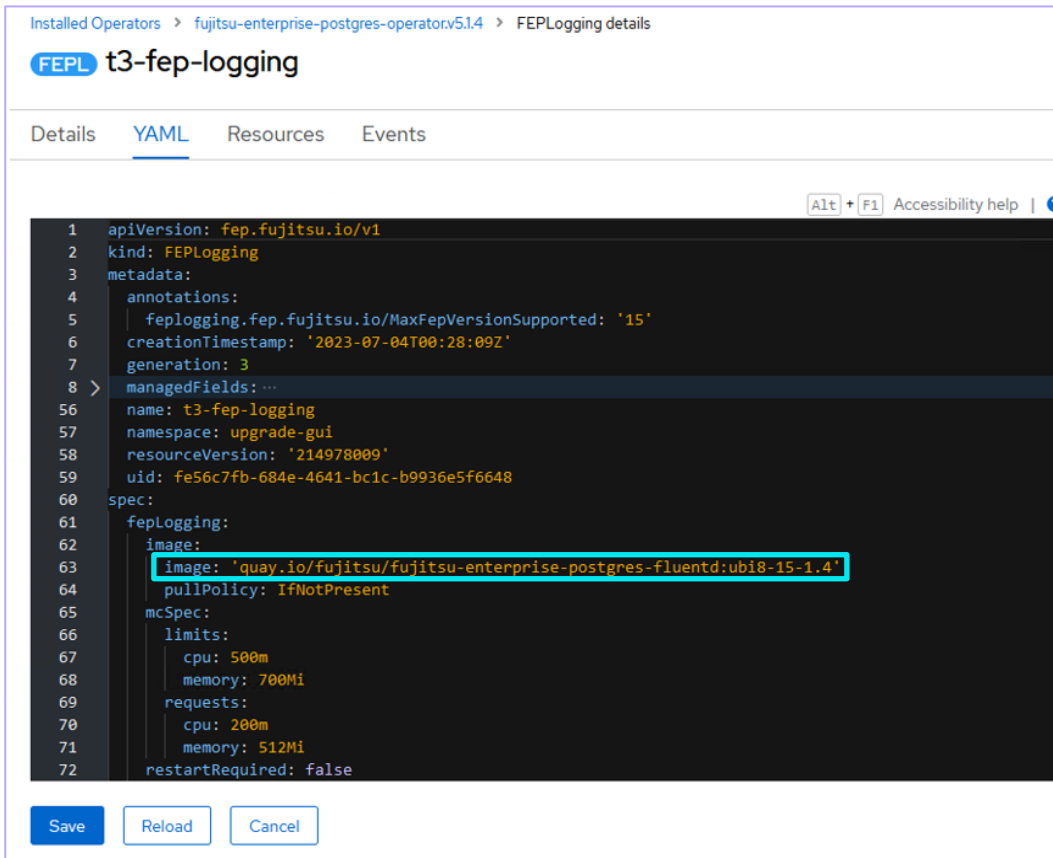 Installed Operators > fujitsu-enterprise-postgres-operator.v5.1.4 > FEPLogging details
FEPL t3-fep-logging
Details YAML Resources Events
Alt + F1 Accessibility help |
1 apiVersion: fep.fujitsu.io/v1
2 kind: FEPLogging
3 metadata:
4 annotations:
5 feplogging.fep.fujitsu.io/MaxFepVersionSupported: '15'
6 creationTimestamp: '2023-07-04T00:28:09Z'
7 generation: 3
8 > managedFields: ...
56 name: t3-fep-logging
57 namespace: upgrade-gui
58 resourceVersion: '214978009'
59 uid: fe56c7fb-684e-4641-bc1c-b9936e5f6648
60 spec:
61 fepLogging:
62 image:
63 image: 'quay.io/fujitsu/fujitsu-enterprise-postgres-fluentd:ubi8-15-1.4'
64 pullPolicy: IfNotPresent
65 mcSpec:
66 limits:
67 cpu: 500m
68 memory: 700Mi
69 requests:
70 cpu: 200m
71 memory: 512Mi
72 restartRequired: false
Save Reload Cancel